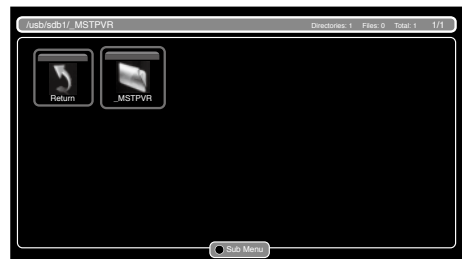 /usb/sdb1/_MSTPVR Directories: 1 Files: 0 Total: 1 1/1
Return _MSTPVR
Sub Menu